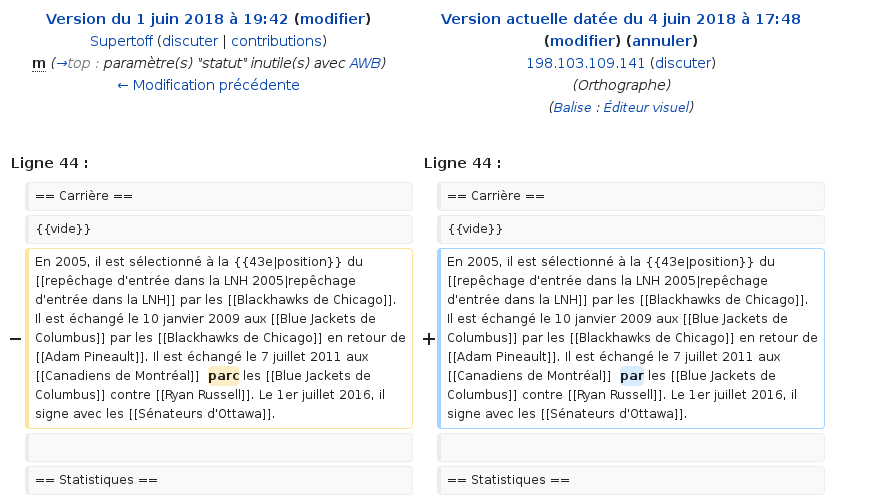 Version du 1 juin 2018 à 19:42 (modifier)
Supertoff (discuter | contributions)
m (→top : paramètre(s) "statut" inutile(s) avec AWB)
← Modification précédente
Version actuelle datée du 4 juin 2018 à 17:48
(modifier) (annuler)
198.103.109.141 (discuter)
(Orthographe)
(Balise : Éditeur visuel)
Ligne 44 :
Ligne 44 :
== Carrière ==
== Carrière ==
{{vide}}
{{vide}}
−
En 2005, il est sélectionné à la {{43e|position}} du
[[repêchage d'entrée dans la LNH 2005|repêchage
d'entrée dans la LNH]] par les [[Blackhawks de Chicago]].
Il est échangé le 10 janvier 2009 aux [[Blue Jackets de
Columbus]] par les [[Blackhawks de Chicago]] en retour de
[[Adam Pineault]]. Il est échangé le 7 juillet 2011 aux
[[Canadiens de Montréal]]  parc les [[Blue Jackets de
Columbus]] contre [[Ryan Russell]]. Le 1er juillet 2016, il
signe avec les [[Sénateurs d'Ottawa]].
+
En 2005, il est sélectionné à la {{43e|position}} du
[[repêchage d'entrée dans la LNH 2005|repêchage
d'entrée dans la LNH]] par les [[Blackhawks de Chicago]].
Il est échangé le 10 janvier 2009 aux [[Blue Jackets de
Columbus]] par les [[Blackhawks de Chicago]] en retour de
[[Adam Pineault]]. Il est échangé le 7 juillet 2011 aux
[[Canadiens de Montréal]]  par les [[Blue Jackets de
Columbus]] contre [[Ryan Russell]]. Le 1er juillet 2016, il
signe avec les [[Sénateurs d'Ottawa]].
== Statistiques ==
== Statistiques ==